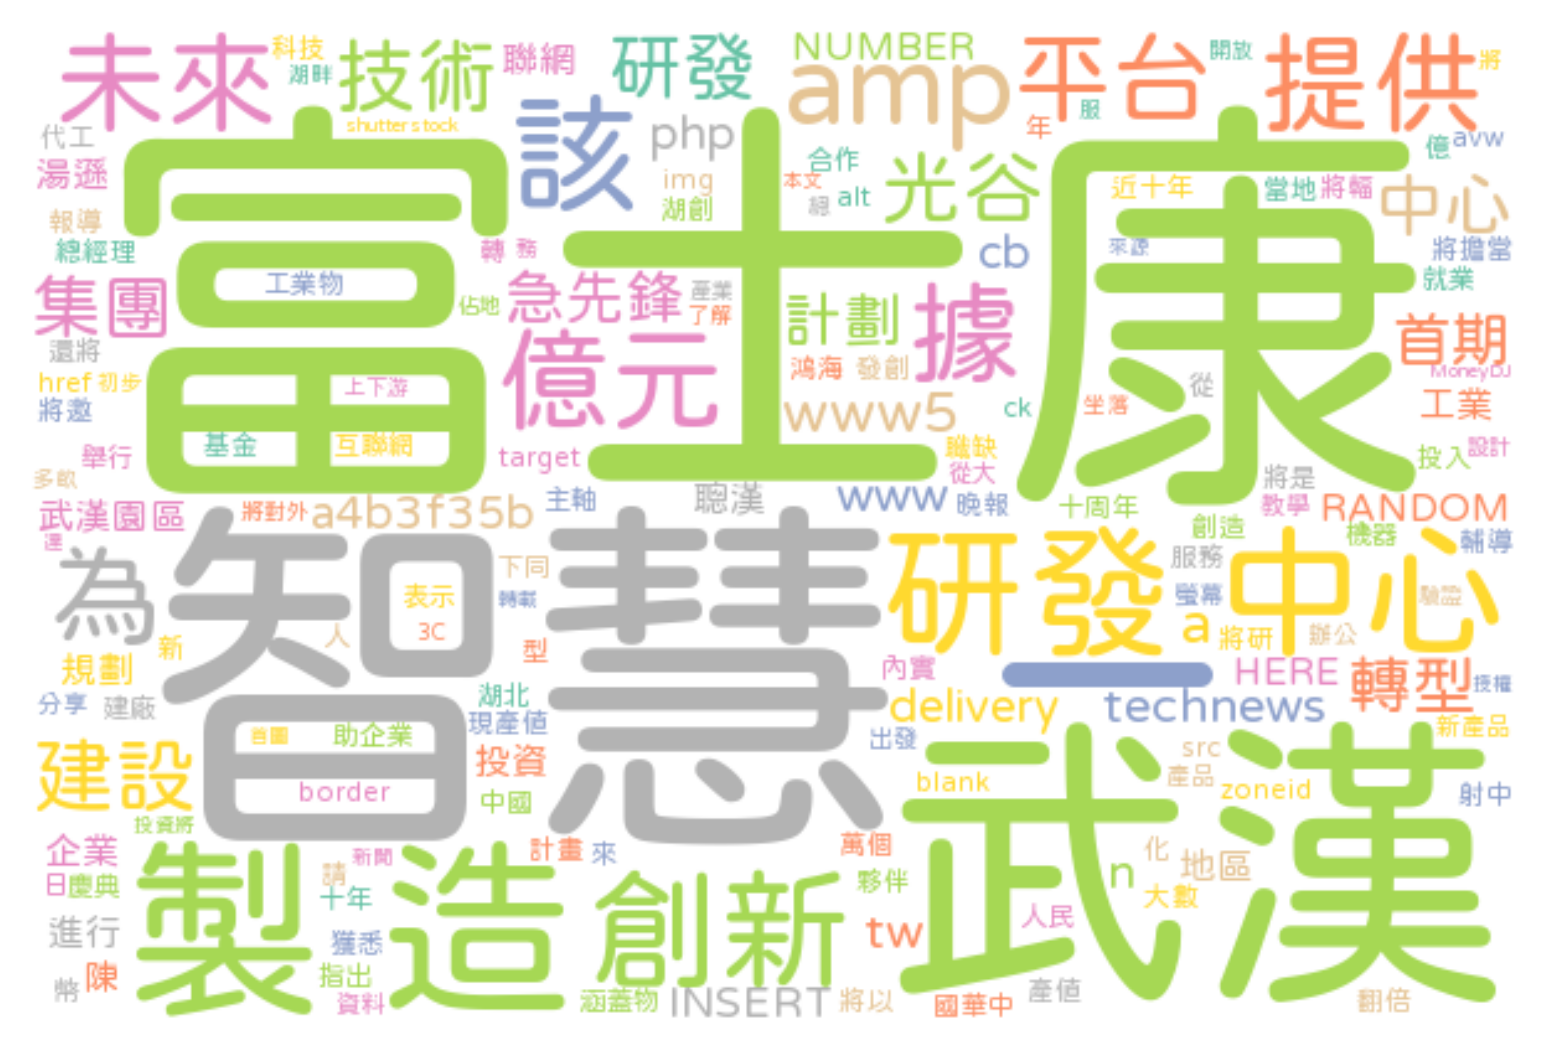 未來
科技
湖畔
技術
聯網
研發
NUMBER
amp
平台
開放
提供
將
shutterstock
代工
湯遜
該
php
服
年
億
avw
合作
本文
img
alt
湖創
總
光谷
近十年
當地
將輻
中心
報導
總經理
富士康
轉
務
cb
來源
將擔當
就業
工業物
集團
佔地
急先鋒
產業
了解
計劃
據
首期
還將
億元
鴻海
發創
MoneyDJ
href
初步
上下游
www5
ck
坐落
從
工業
將邀
基金
互聯網
職缺
投入
設計
舉行
target
從大
將是
多畝
武漢園區
將對外
a4b3f35b
主軸
聰漢
www
晚報
十周年
教學
RANDOM
創造
機器
輔導
達
為
智慧
下同
研發中心
服務
表示
轉載
螢幕
驗證
3C
人
新
型
a
將研
辦公
規劃
內實
一
HERE
轉型
授權
分享
建廠
湖北
delivery
technews
現產值
首圖
助企業
出發
新產品
建設
投資
武漢
src
產品
blank
zoneid
border
中國
射中
投資將
企業
製造
新聞
計畫
來
萬個
化
地區
日慶典
請
十年
創新
夥伴
n
大數
進行
獲悉
tw
人民
陳
指出
幣
資料
涵蓋物
INSERT
將以
國華中
產值
翻倍